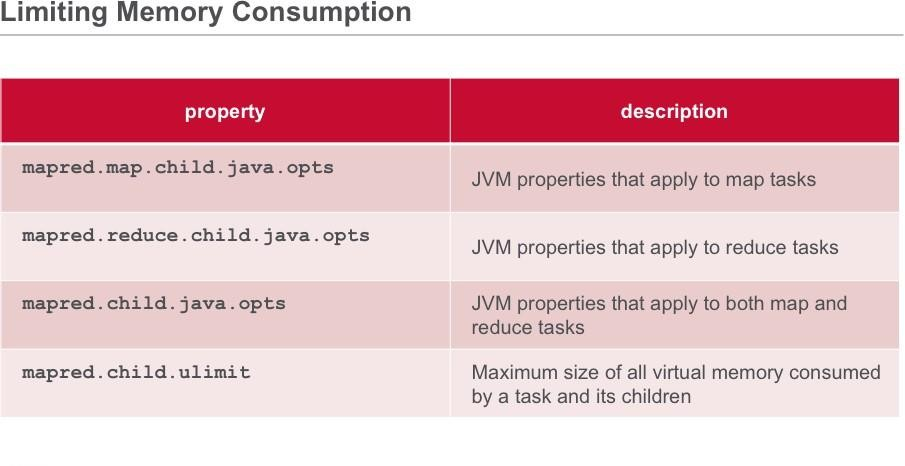 Limiting Memory Consumption
property
description
mapred.map.child.java.opts
JVM properties that apply to map tasks
mapred.reduce.child.java.opts
JVM properties that apply to reduce tasks
mapred.child.java.opts
JVM properties that apply to both map and
reduce tasks
mapred.child.ulimit
Maximum size of all virtual memory consumed
by a task and its children